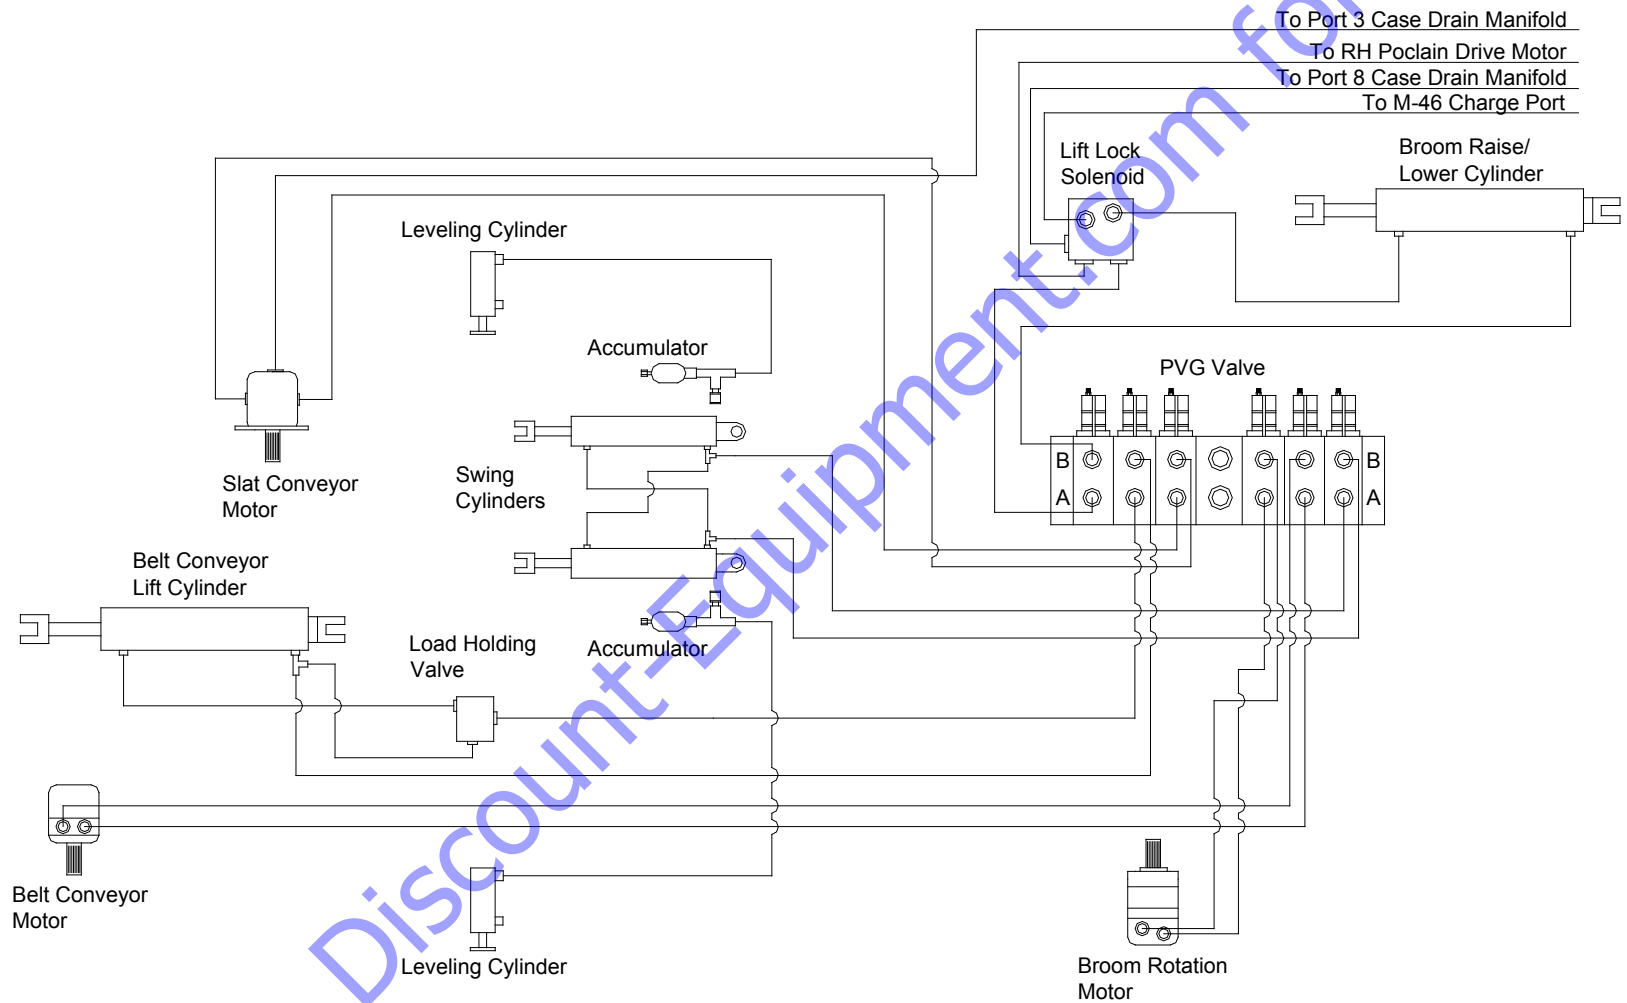 To Port 3 Case Drain Manifold
To RH Poclain Drive Motor
To Port 8 Case Drain Manifold
To M-46 Charge Port
Lift Lock
Solenoid
Broom Raise/
Lower Cylinder
Leveling Cylinder
Accumulator
PVG Valve
Slat Conveyor
Motor
Swing
Cylinders
B
B
A
A
Belt Conveyor
Lift Cylinder
Load Holding
Valve
Accumulator
Belt Conveyor
Motor
Leveling Cylinder
Broom Rotation
Motor
Discount-Equipment.com fo